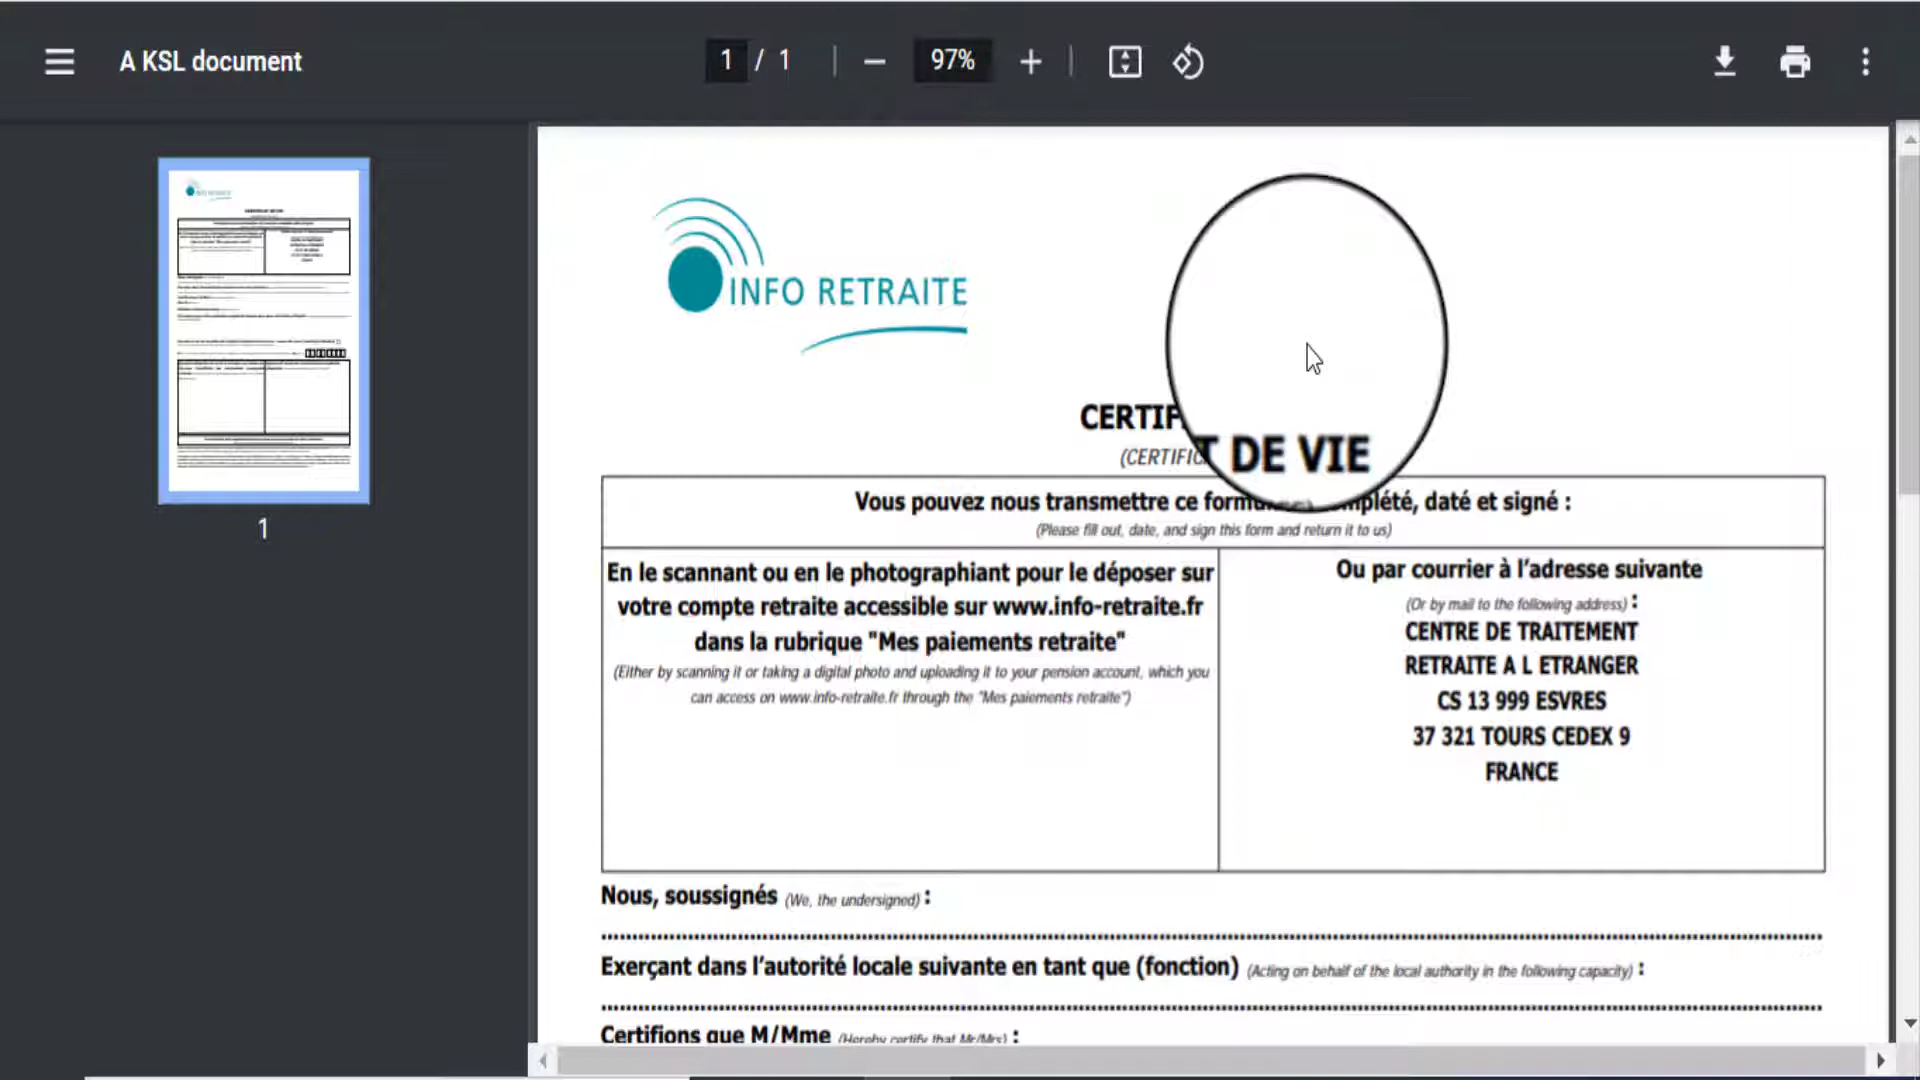 A KSL document
1 / 1
97%
1
INFO RETRAITE
CERTIF
T DE VIE
(CERTIFIC
Vous pouvez nous transmettre ce form plété, daté et signé :
(Please fill out, date, and sign this form and return it to us)
En le scannant ou en le photographiant pour le déposer sur
votre compte retraite accessible sur www.info-retraite.fr
dans la rubrique "Mes paiements retraite"
(Either by scanning it or taking a digital photo and uploading it to your pension account, which you
can access on www.info-retraite.fr through the "Mes paiements retraite")
Ou par courrier à l'adresse suivante
(Or by mail to the following address) :
CENTRE DE TRAITEMENT
RETRAITE A L ETRANGER
CS 13 999 ESVRES
37 321 TOURS CEDEX 9
FRANCE
Nous, soussignés (We, the undersigned) :
Exerçant dans l'autorité locale suivante en tant que (fonction) (Acting on behalf of the local authority in the following capacity) :
Certifions que M/Mme (Hereby certify that Mr/Mrs) :